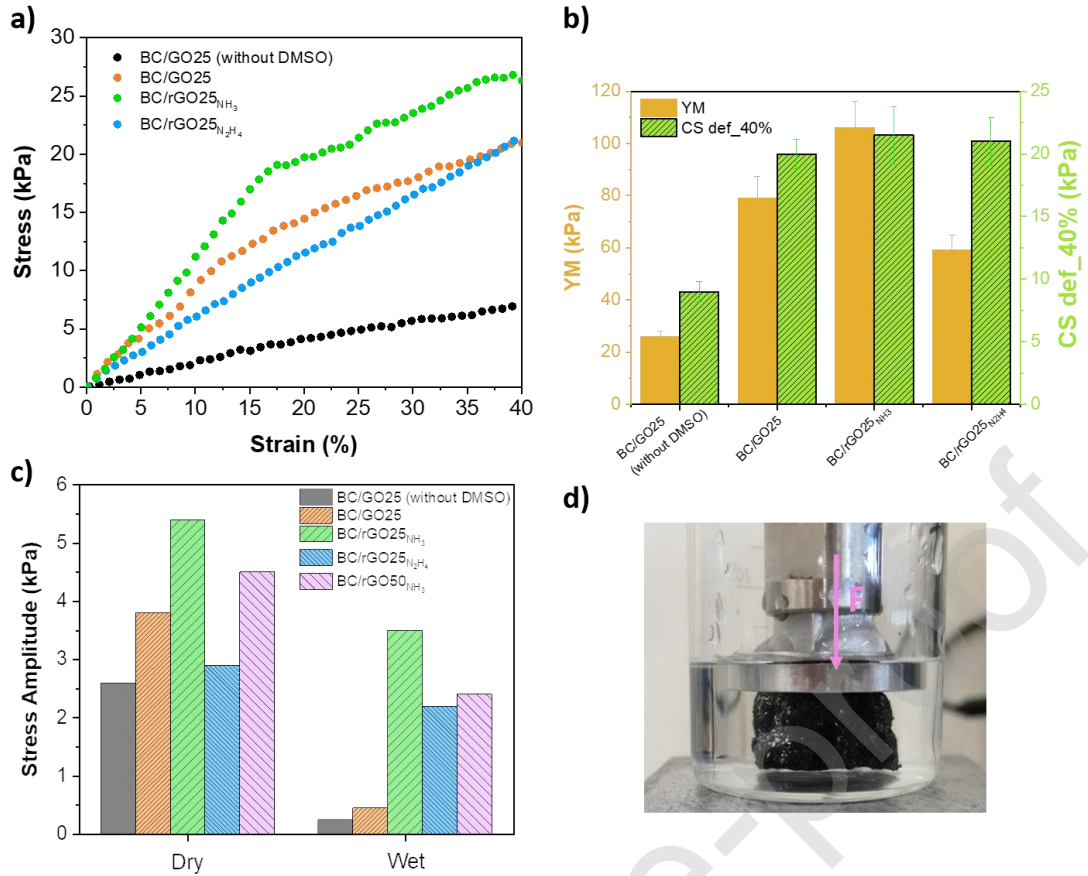 a)
30
25
20
15
10
5
0
Stress (kPa)
BC/GO25 (without DMSO)
BC/GO25
BC/rGO25NH3
BC/rGO25N2H4
0 5 10 15 20 25 30 35 40
Strain (%)
b)
120
100
80
60
40
20
0
YM (kPa)
YM
CS def_40%
25
20
15
10
5
0
CS def_40% (kPa)
BC/GO25
(without DMSO)
BC/GO25
BC/rGO25NH3
BC/rGO25N2H4
c)
6
5
4
3
2
1
0
Stress Amplitude (kPa)
BC/GO25 (without DMSO)
BC/GO25
BC/rGO25NH3
BC/rGO25N2H4
BC/rGO50NH3
Dry Wet
d)
F
e-proof